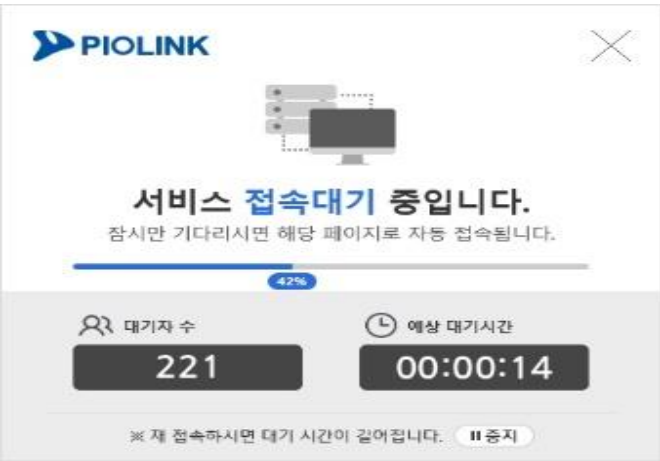 PIOLINK
서비스 접속대기 중입니다.
잠시만 기다리시면 해당 페이지로 자동 접속됩니다.
42%
대기자 수
221
예상 대기시간
00:00:14
※ 재 접속하시면 대기 시간이 길어집니다. 중지